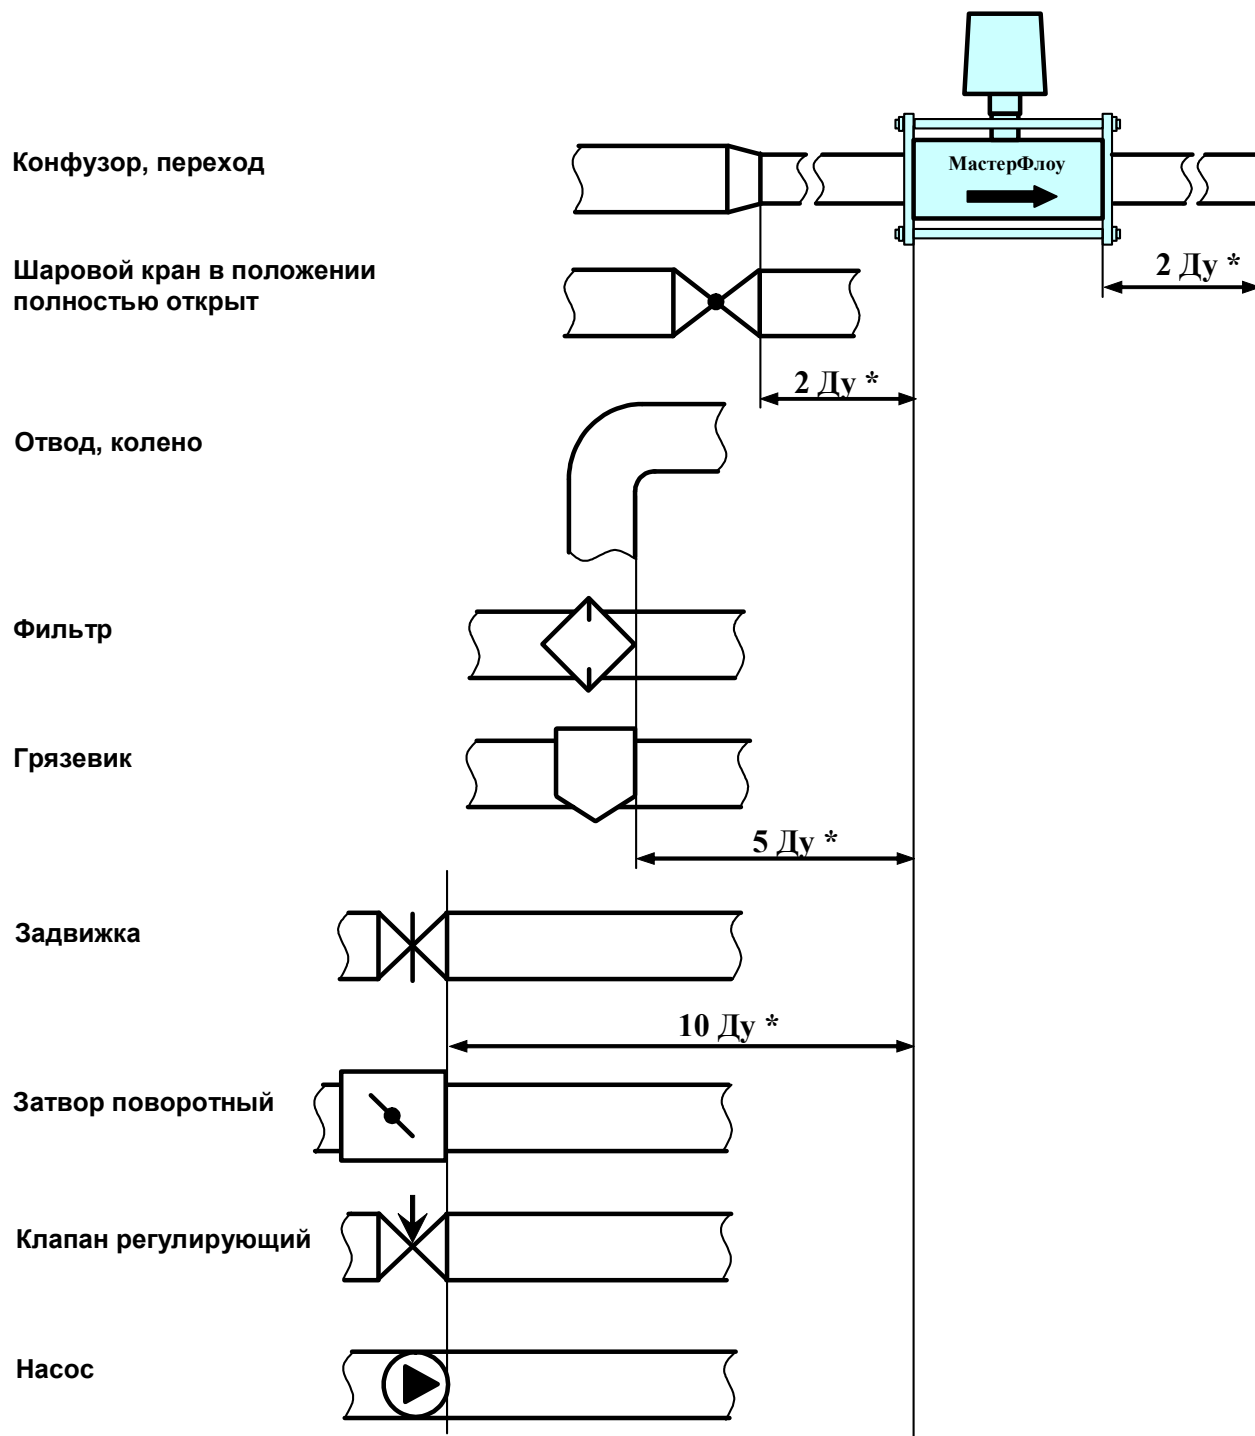 Конфузор, переход
МастерФлоу
Шаровой кран в положении
полностью открыт
2 Ду *
2 Ду *
Отвод, колено
Фильтр
Грязевик
5 Ду *
Задвижка
10 Ду *
Затвор поворотный
Клапан регулирующий
Насос